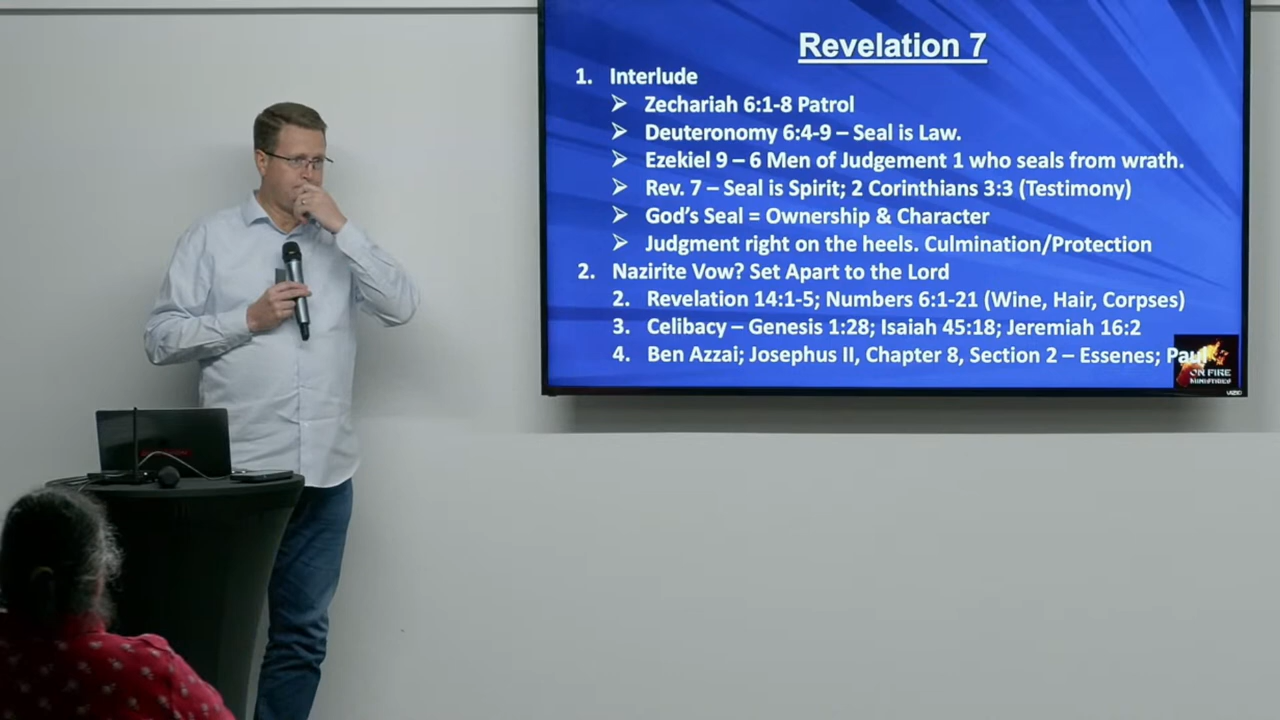 Revelation 7
1. Interlude
➢ Zechariah 6:1-8 Patrol
➢ Deuteronomy 6:4-9 – Seal is Law.
➢ Ezekiel 9 – 6 Men of Judgement 1 who seals from wrath.
➢ Rev. 7 – Seal is Spirit; 2 Corinthians 3:3 (Testimony)
➢ God's Seal = Ownership & Character
➢ Judgment right on the heels. Culmination/Protection
2. Nazirite Vow? Set Apart to the Lord
2. Revelation 14:1-5; Numbers 6:1-21 (Wine, Hair, Corpses)
3. Celibacy – Genesis 1:28; Isaiah 45:18; Jeremiah 16:2
4. Ben Azzai; Josephus II, Chapter 8, Section 2 – Essenes; Paul
ON FIRE
MINISTRIES
VIZIO